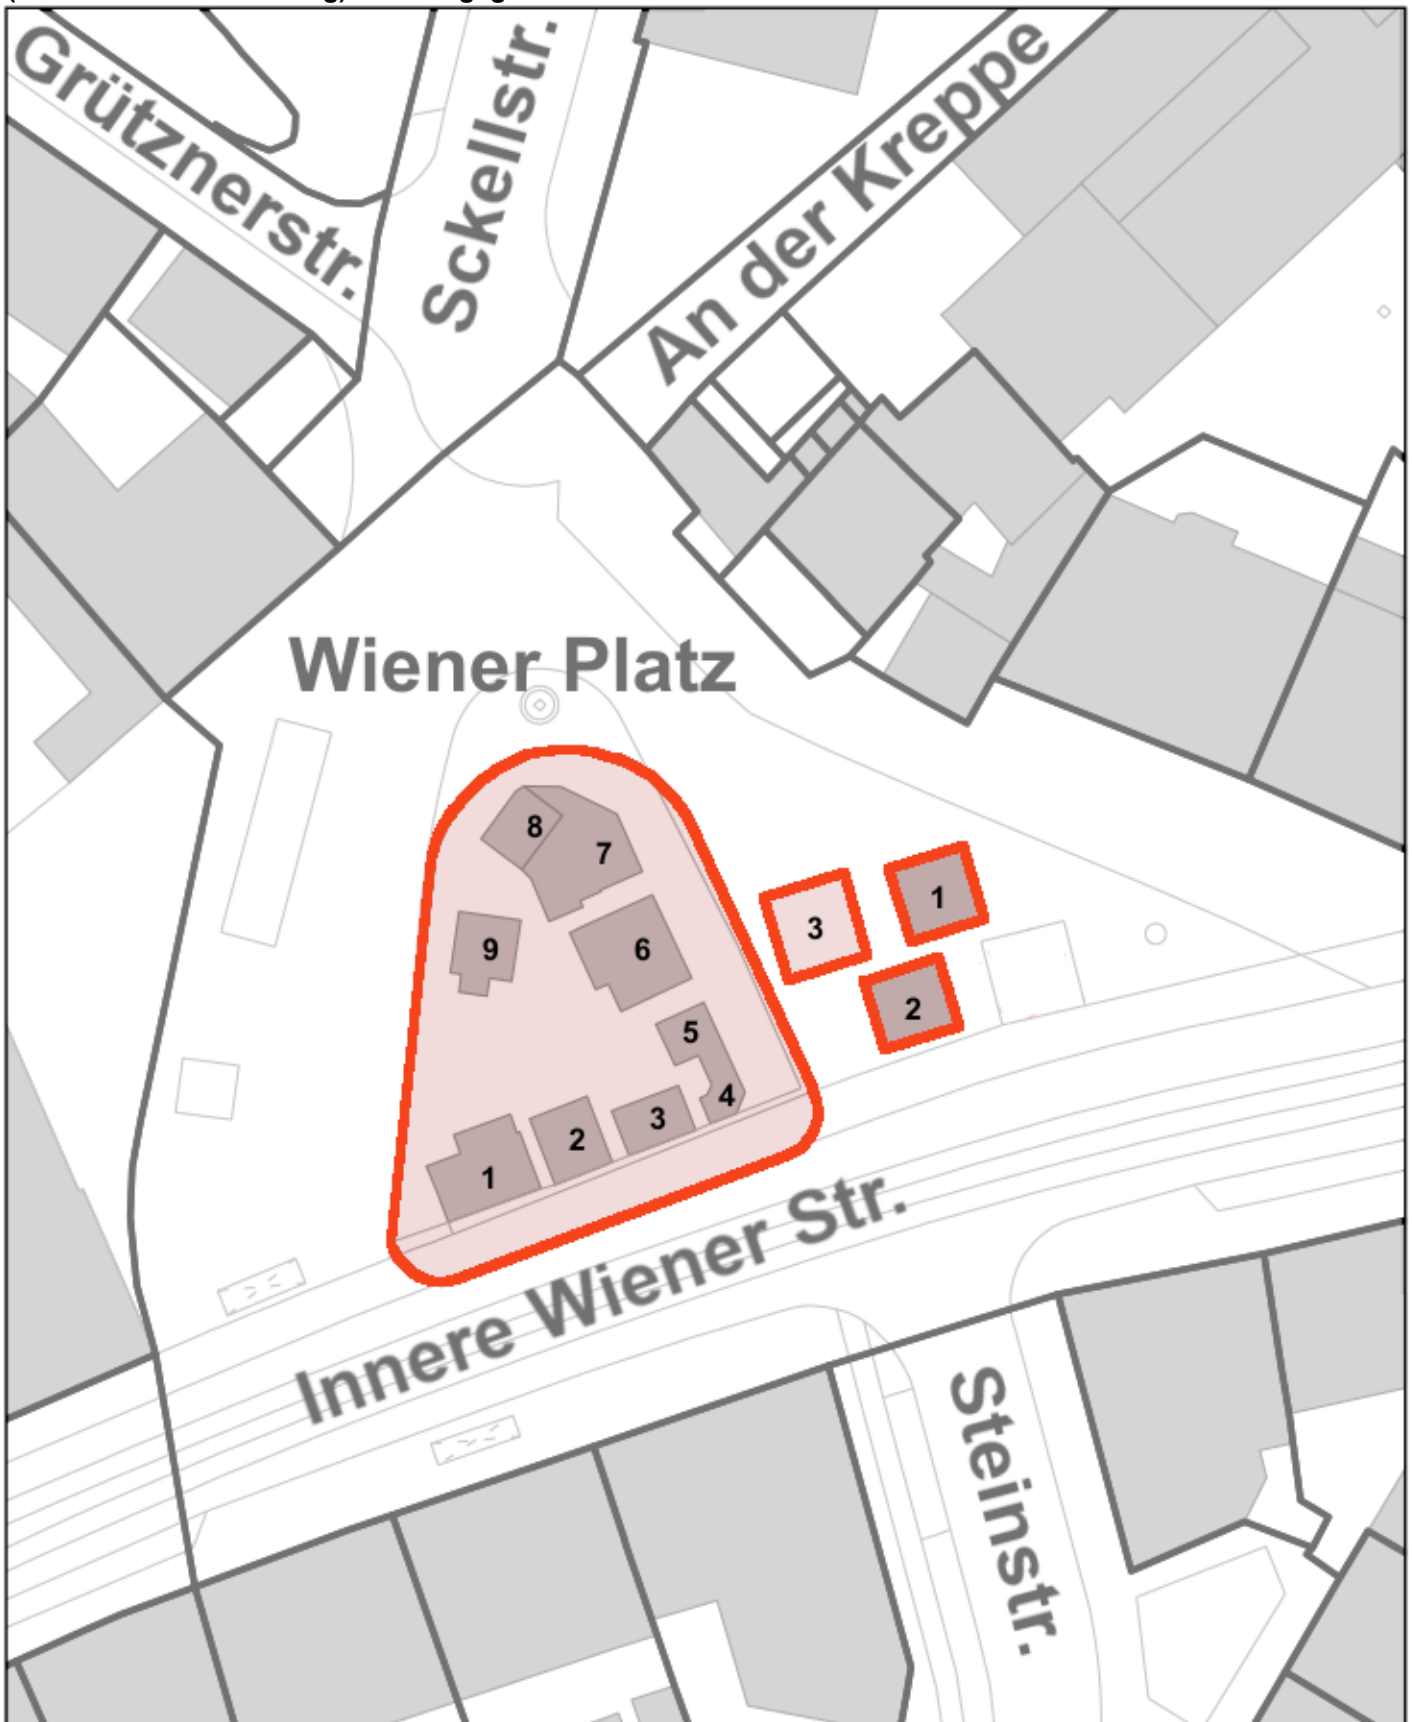 Grütznerstr.
Sckellstr.
An der Kreppe
Wiener Platz
8
7
9
6
5
4
3
2
1
3
1
2
Innere Wiener Str.
Steinstr.